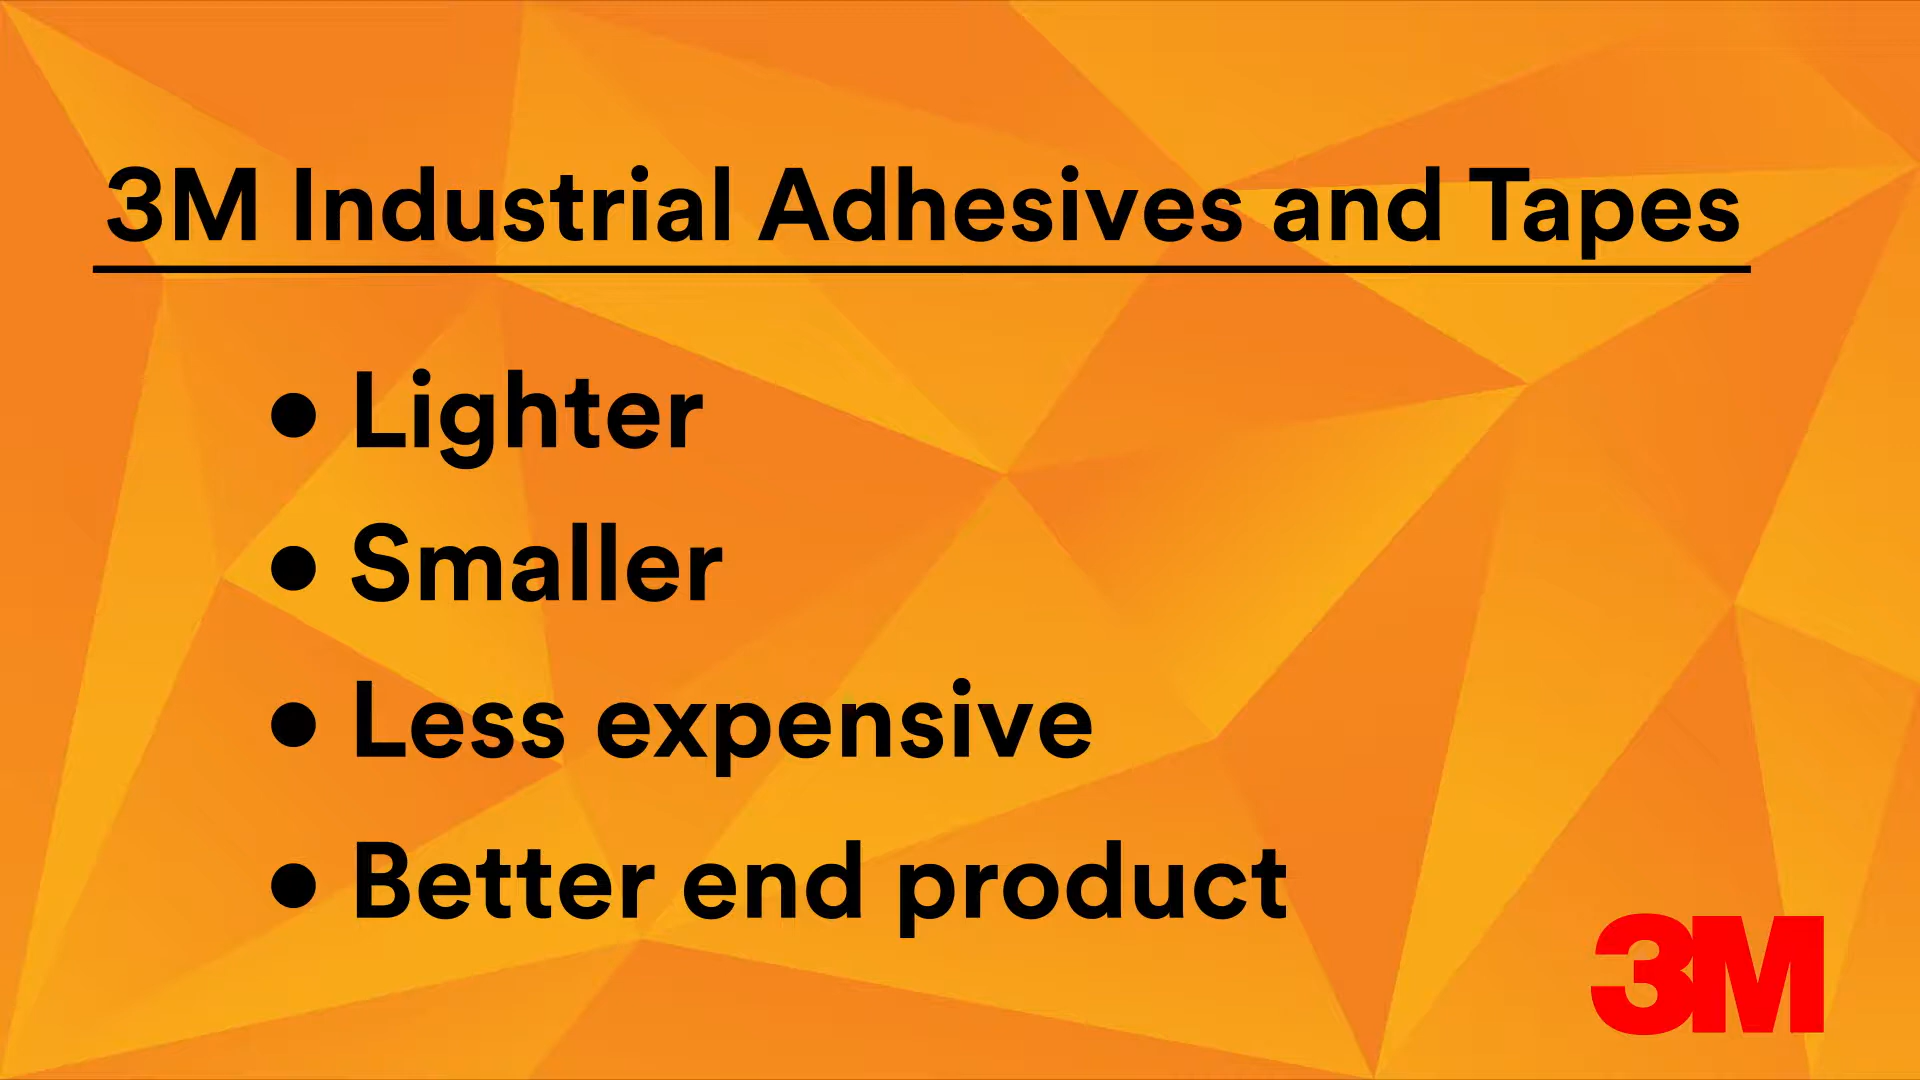 3M Industrial Adhesives and Tapes
• Lighter
• Smaller
• Less expensive
• Better end product
3M